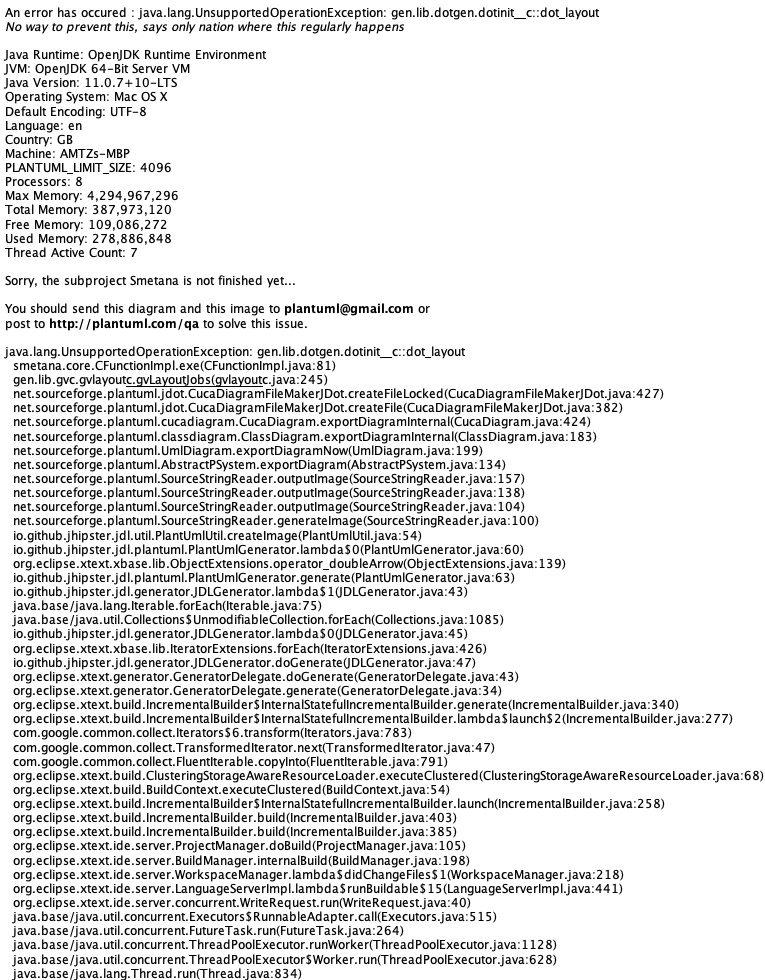 An error has occured : java.lang.UnsupportedOperationException: gen.lib.dotgen.dotinit__c::dot_layout
No way to prevent this, says only nation where this regularly happens
Java Runtime: OpenJDK Runtime Environment
JVM: OpenJDK 64-Bit Server VM
Java Version: 11.0.7+10-LTS
Operating System: Mac OS X
Default Encoding: UTF-8
Language: en
Country: GB
Machine: AMTZs-MBP
PLANTUML_LIMIT_SIZE: 4096
Processors: 8
Max Memory: 4,294,967,296
Total Memory: 387,973,120
Free Memory: 109,086,272
Used Memory: 278,886,848
Thread Active Count: 7
Sorry, the subproject Smetana is not finished yet...
You should send this diagram and this image to plantuml@gmail.com or
post to http://plantuml.com/qa to solve this issue.
java.lang.UnsupportedOperationException: gen.lib.dotgen.dotinit__c::dot_layout
smetana.core.CFunctionImpl.exe(CFunctionImpl.java:81)
gen.lib.gvc.gvlayoutc.gvLayoutJobs(gvlayoutc.java:245)
net.sourceforge.plantuml.jdot.CucaDiagramFileMakerJDot.createFileLocked(CucaDiagramFileMakerJDot.java:427)
net.sourceforge.plantuml.jdot.CucaDiagramFileMakerJDot.createFile(CucaDiagramFileMakerJDot.java:382)
net.sourceforge.plantuml.cucadiagram.CucaDiagram.exportDiagramInternal(CucaDiagram.java:424)
net.sourceforge.plantuml.classdiagram.ClassDiagram.exportDiagramInternal(ClassDiagram.java:183)
net.sourceforge.plantuml.UmlDiagram.exportDiagramNow(UmlDiagram.java:199)
net.sourceforge.plantuml.AbstractPSystem.exportDiagram(AbstractPSystem.java:134)
net.sourceforge.plantuml.SourceStringReader.outputImage(SourceStringReader.java:157)
net.sourceforge.plantuml.SourceStringReader.outputImage(SourceStringReader.java:138)
net.sourceforge.plantuml.SourceStringReader.outputImage(SourceStringReader.java:104)
net.sourceforge.plantuml.SourceStringReader.generateImage(SourceStringReader.java:100)
io.github.jhipster.jdl.util.PlantUmlUtil.createImage(PlantUmlUtil.java:54)
io.github.jhipster.jdl.plantuml.PlantUmlGenerator.lambda$0(PlantUmlGenerator.java:60)
org.eclipse.xtext.xbase.lib.ObjectExtensions.operator_doubleArrow(ObjectExtensions.java:139)
io.github.jhipster.jdl.plantuml.PlantUmlGenerator.generate(PlantUmlGenerator.java:63)
io.github.jhipster.jdl.generator.JDLGenerator.lambda$1(JDLGenerator.java:43)
java.base/java.lang.Iterable.forEach(Iterable.java:75)
java.base/java.util.Collections$UnmodifiableCollection.forEach(Collections.java:1085)
io.github.jhipster.jdl.generator.JDLGenerator.lambda$0(JDLGenerator.java:45)
org.eclipse.xtext.xbase.lib.IteratorExtensions.forEach(IteratorExtensions.java:426)
io.github.jhipster.jdl.generator.JDLGenerator.doGenerate(JDLGenerator.java:47)
org.eclipse.xtext.generator.GeneratorDelegate.doGenerate(GeneratorDelegate.java:43)
org.eclipse.xtext.generator.GeneratorDelegate.generate(GeneratorDelegate.java:34)
org.eclipse.xtext.build.IncrementalBuilder$InternalStatefulIncrementalBuilder.generate(IncrementalBuilder.java:340)
org.eclipse.xtext.build.IncrementalBuilder$InternalStatefulIncrementalBuilder.lambda$launch$2(IncrementalBuilder.java:277)
com.google.common.collect.Iterators$6.transform(Iterators.java:783)
com.google.common.collect.TransformedIterator.next(TransformedIterator.java:47)
com.google.common.collect.FluentIterable.copyInto(FluentIterable.java:791)
org.eclipse.xtext.build.ClusteringStorageAwareResourceLoader.executeClustered(ClusteringStorageAwareResourceLoader.java:68)
org.eclipse.xtext.build.BuildContext.executeClustered(BuildContext.java:54)
org.eclipse.xtext.build.IncrementalBuilder$InternalStatefulIncrementalBuilder.launch(IncrementalBuilder.java:258)
org.eclipse.xtext.build.IncrementalBuilder.build(IncrementalBuilder.java:403)
org.eclipse.xtext.build.IncrementalBuilder.build(IncrementalBuilder.java:385)
org.eclipse.xtext.ide.server.ProjectManager.doBuild(ProjectManager.java:105)
org.eclipse.xtext.ide.server.BuildManager.internalBuild(BuildManager.java:198)
org.eclipse.xtext.ide.server.WorkspaceManager.lambda$didChangeFiles$1(WorkspaceManager.java:218)
org.eclipse.xtext.ide.server.LanguageServerImpl.lambda$runBuildable$15(LanguageServerImpl.java:441)
org.eclipse.xtext.ide.server.concurrent.WriteRequest.run(WriteRequest.java:40)
java.base/java.util.concurrent.Executors$RunnableAdapter.call(Executors.java:515)
java.base/java.util.concurrent.FutureTask.run(FutureTask.java:264)
java.base/java.util.concurrent.ThreadPoolExecutor.runWorker(ThreadPoolExecutor.java:1128)
java.base/java.util.concurrent.ThreadPoolExecutor$Worker.run(ThreadPoolExecutor.java:628)
java.base/java.lang.Thread.run(Thread.java:834)